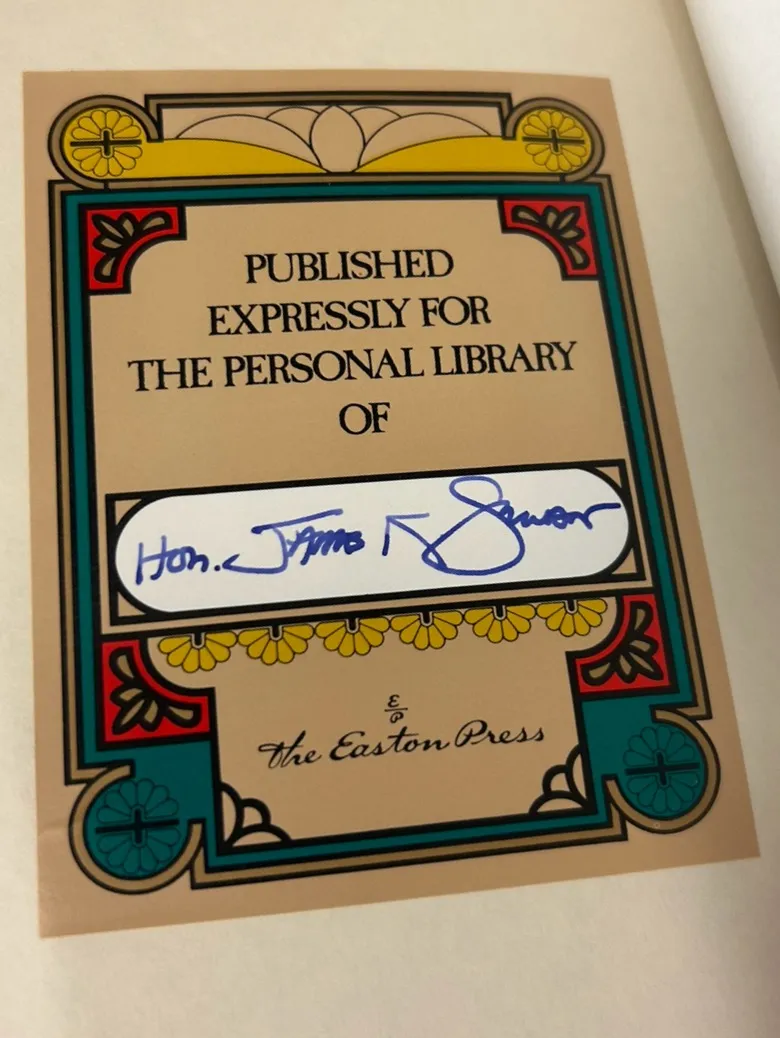 PUBLISHED
EXPRESSLY FOR
THE PERSONAL LIBRARY
OF
Hon. James K
E
P
The Easton Press